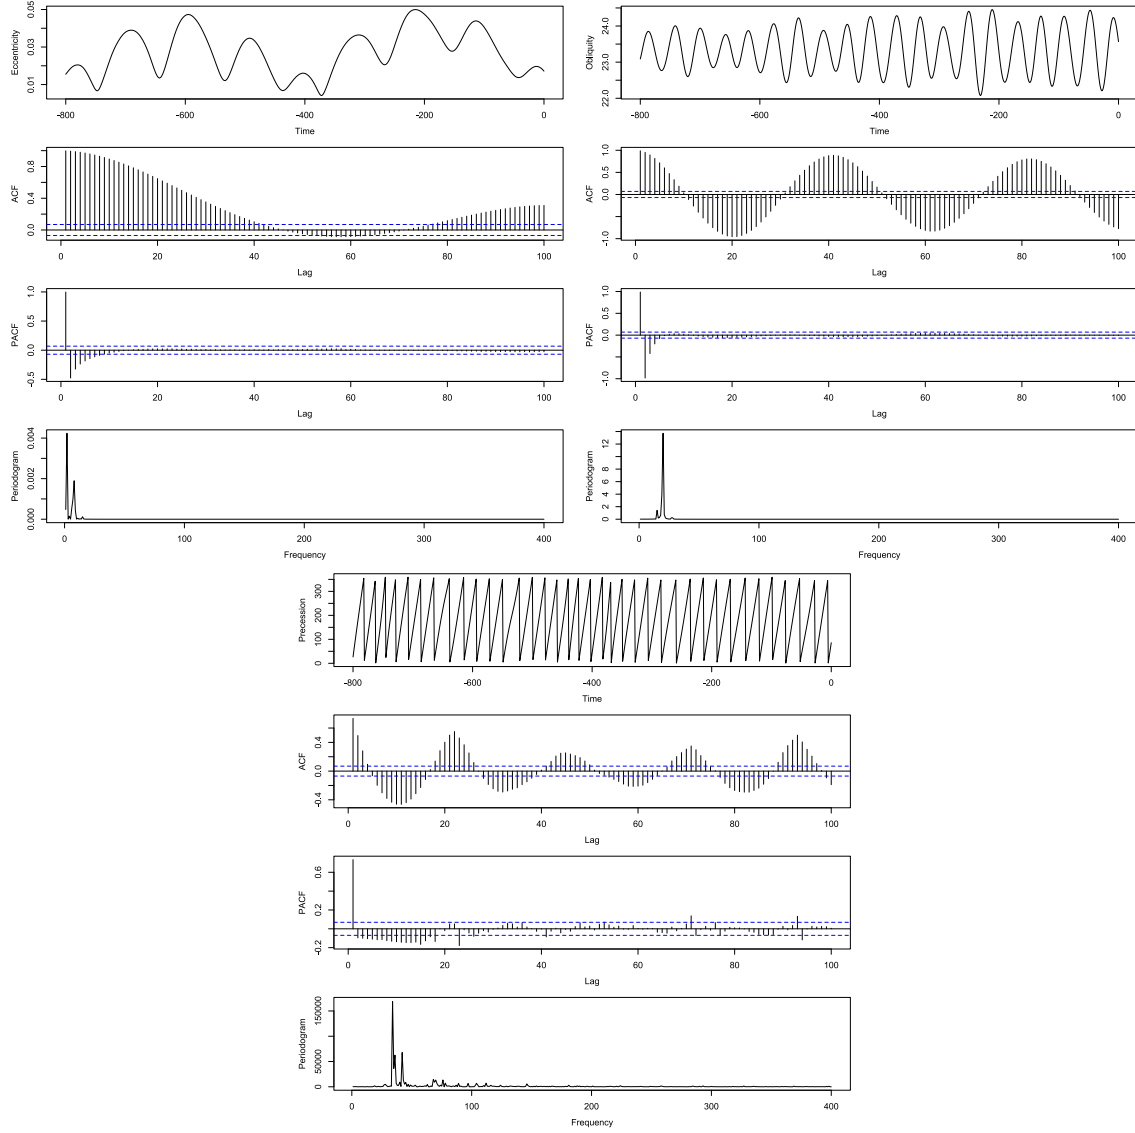 Eccentricity
0.01 0.03 0.05
-800 -600 -400 -200 0
Time
ACF
0.0 0.4 0.8
0 20 40 60 80 100
Lag
PACF
-0.5 0.0 0.5 1.0
0 20 40 60 80 100
Lag
Periodogram
0.000 0.002 0.004
0 100 200 300 400
Frequency
Obliquity
22.0 23.0 24.0
-800 -600 -400 -200 0
Time
ACF
-1.0 0.0 0.5 1.0
0 20 40 60 80 100
Lag
PACF
-1.0 0.0 0.5 1.0
0 20 40 60 80 100
Lag
Periodogram
0 2 4 6 8 12
0 100 200 300 400
Frequency
Precession
0 100 200 300
-800 -600 -400 -200 0
Time
ACF
-0.4 0.0 0.4
0 20 40 60 80 100
Lag
PACF
-0.2 0.2 0.6
0 20 40 60 80 100
Lag
Periodogram
0 50000 150000
0 100 200 300 400
Frequency